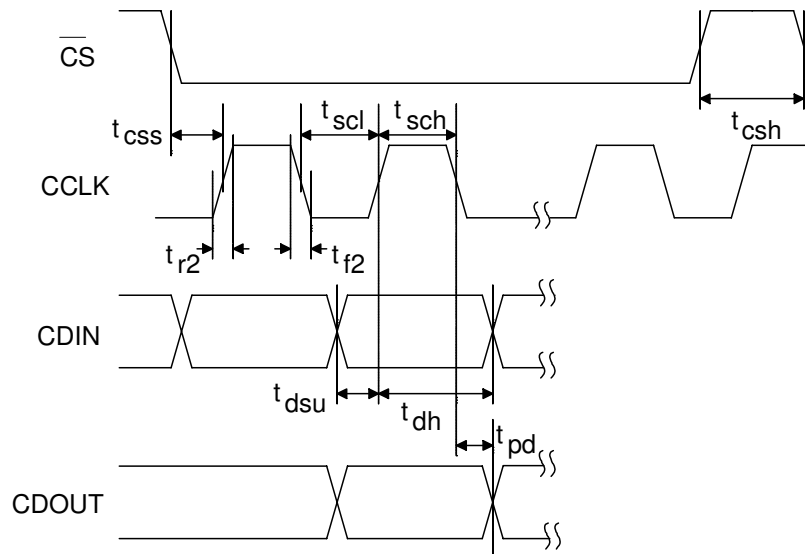 CS
t scl
t sch
t css
t csh
CCLK
t r2
t f2
CDIN
t dsu
t dh
t pd
CDOUT